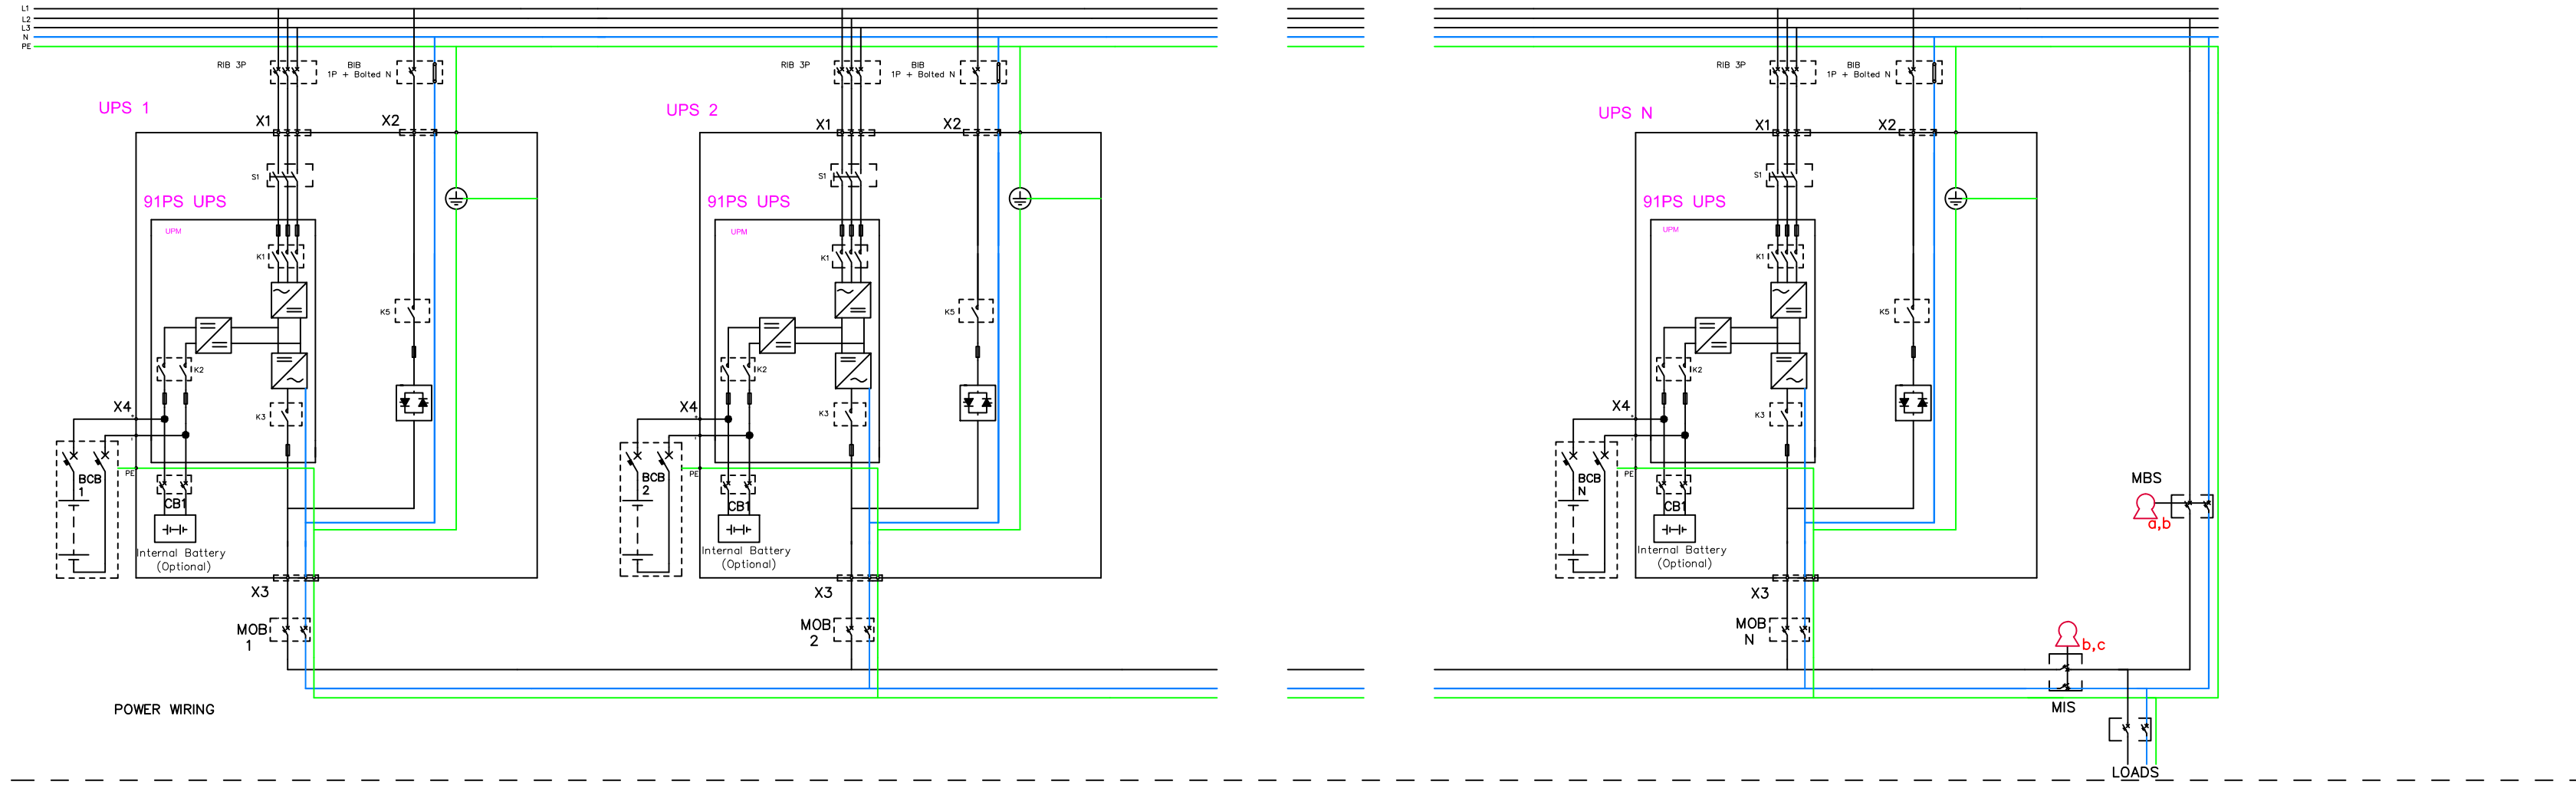 L1
L2
L3
N
PE
RIB 3P
BIB
1P + Bolted N
UPS 1
X1
X2
S1
91PS UPS
UPM
K1
K5
K2
K3
X4
+
-
PE
BCB
1
CB1
Internal Battery
(Optional)
X3
MOB
1
RIB 3P
BIB
1P + Bolted N
UPS 2
X1
X2
S1
91PS UPS
UPM
K1
K5
K2
K3
X4
+
-
PE
BCB
2
CB1
Internal Battery
(Optional)
X3
MOB
2
RIB 3P
BIB
1P + Bolted N
UPS N
X1
X2
S1
91PS UPS
UPM
K1
K5
K2
K3
X4
+
-
PE
BCB
N
CB1
Internal Battery
(Optional)
X3
MOB
N
MBS
a,b
b,c
MIS
LOADS
POWER WIRING